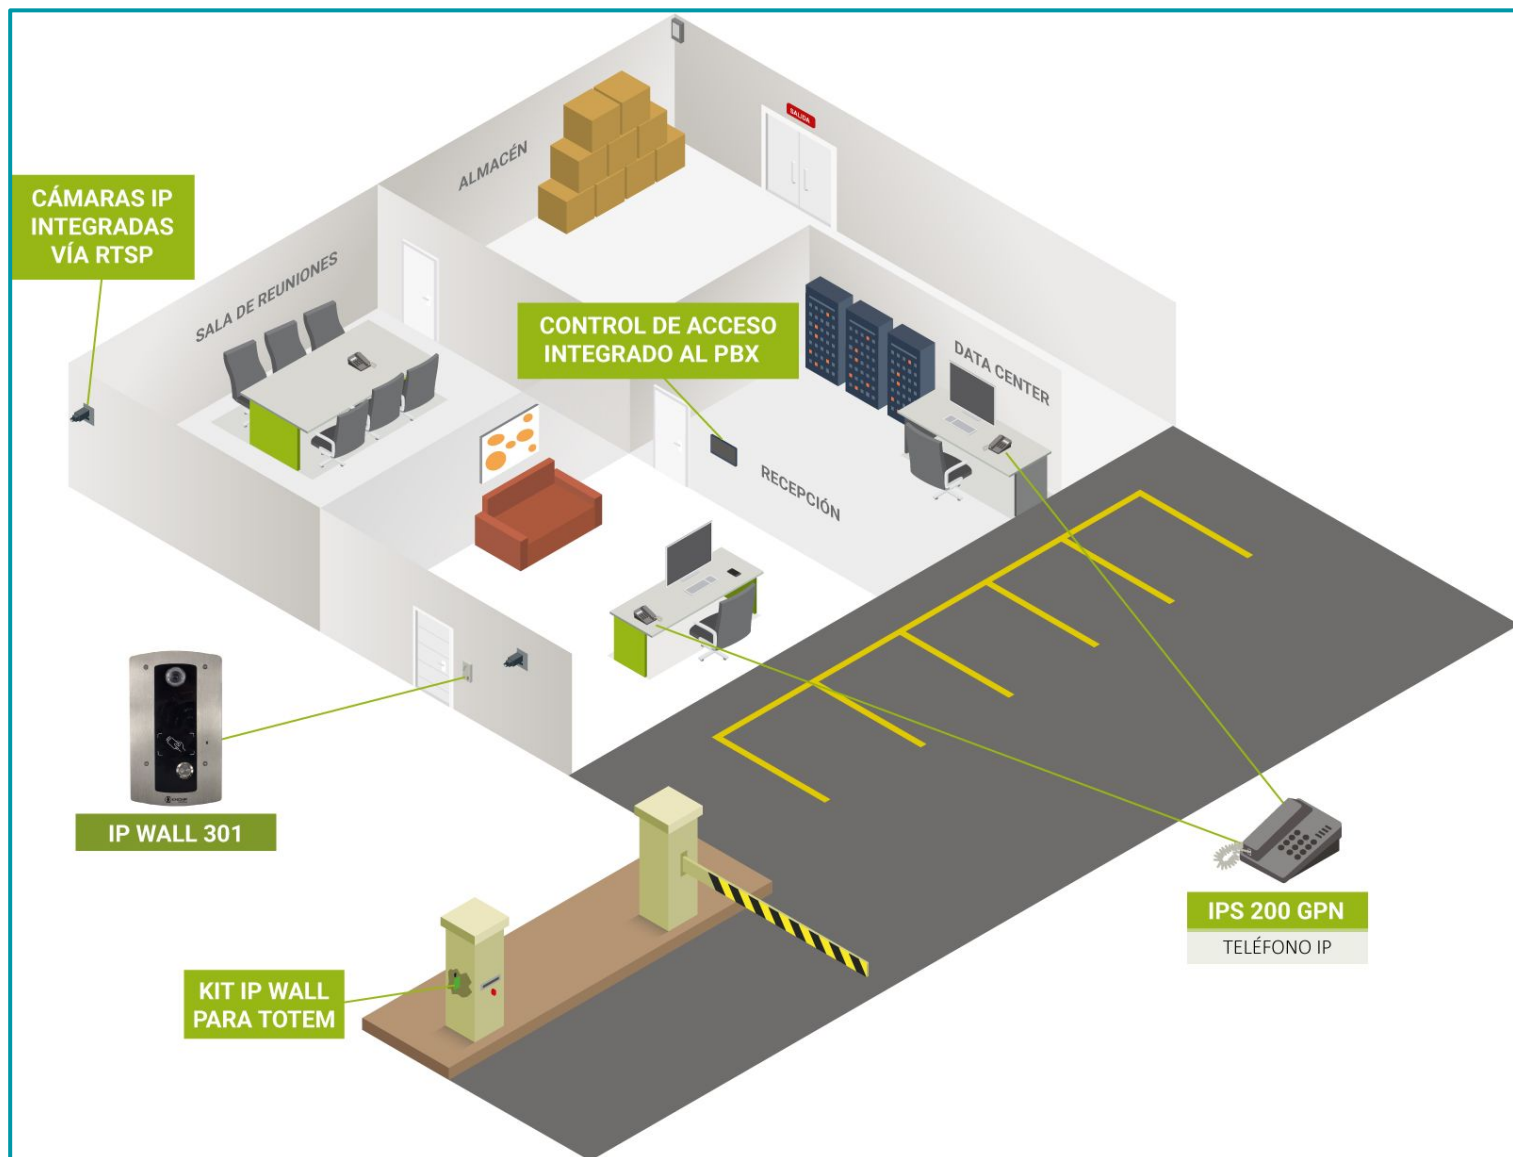 SALIDA
ALMACÉN
CÁMARAS IP
INTEGRADAS
VÍA RTSP
SALA DE REUNIONES
CONTROL DE ACCESO
INTEGRADO AL PBX
DATA CENTER
RECEPCIÓN
IP WALL 301
IPS 200 GPN
TELÉFONO IP
KIT IP WALL
PARA TOTEM